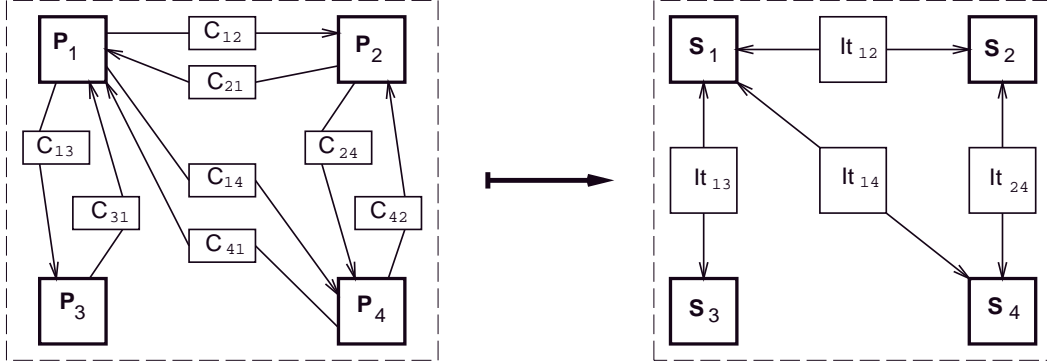 P1 C12 P2 S1 It12 S2
C21
C13 C24
C14 It13 It14 It24
C31 C42
C41
P3 P4 S3 S4